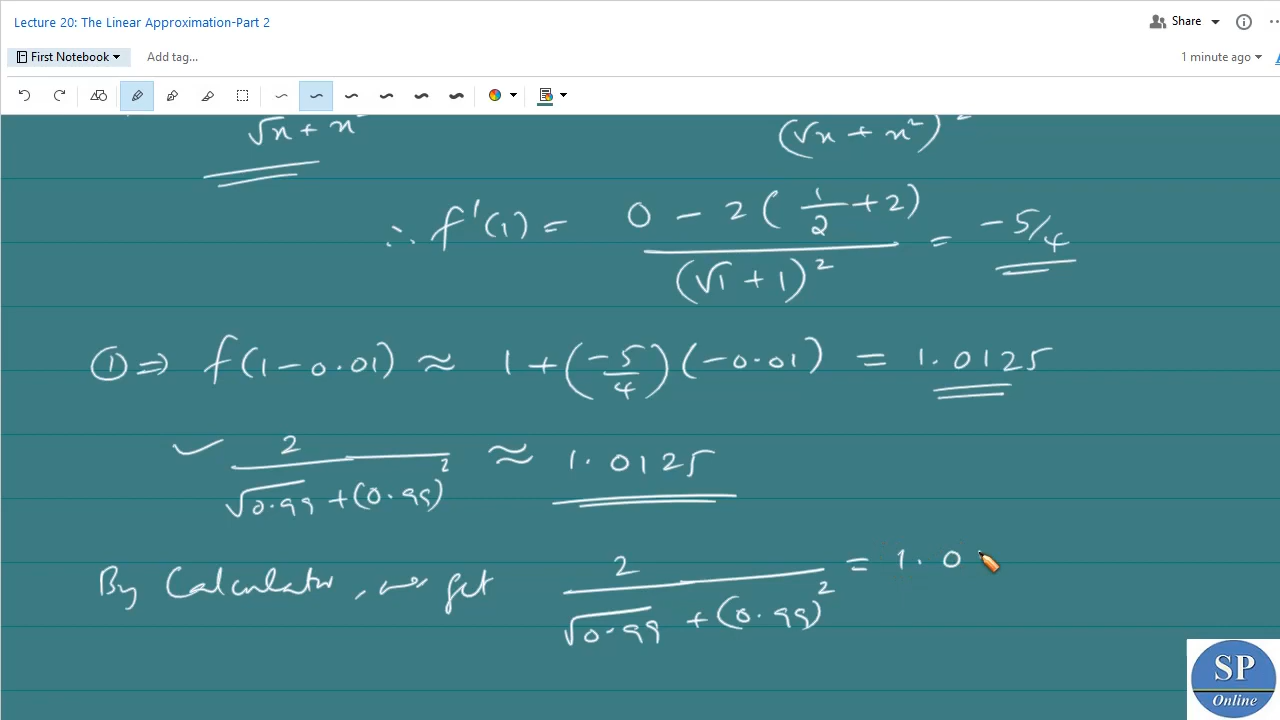 Lecture 20: The Linear Approximation-Part 2
Share
First Notebook Add tag... 1 minute ago
√x + x² (√x + x²)²
∴ f'(1) = 0 - 2(1/2 + 2) / (√1 + 1)² = -5/4
① ⇒ f(1 - 0.01) ≈ 1 + (-5/4)(-0.01) = 1.0125
✓ 2 / √0.99 + (0.99)² ≈ 1.0125
By Calculator, we get 2 / √0.99 + (0.99)² = 1.0
SP
Online